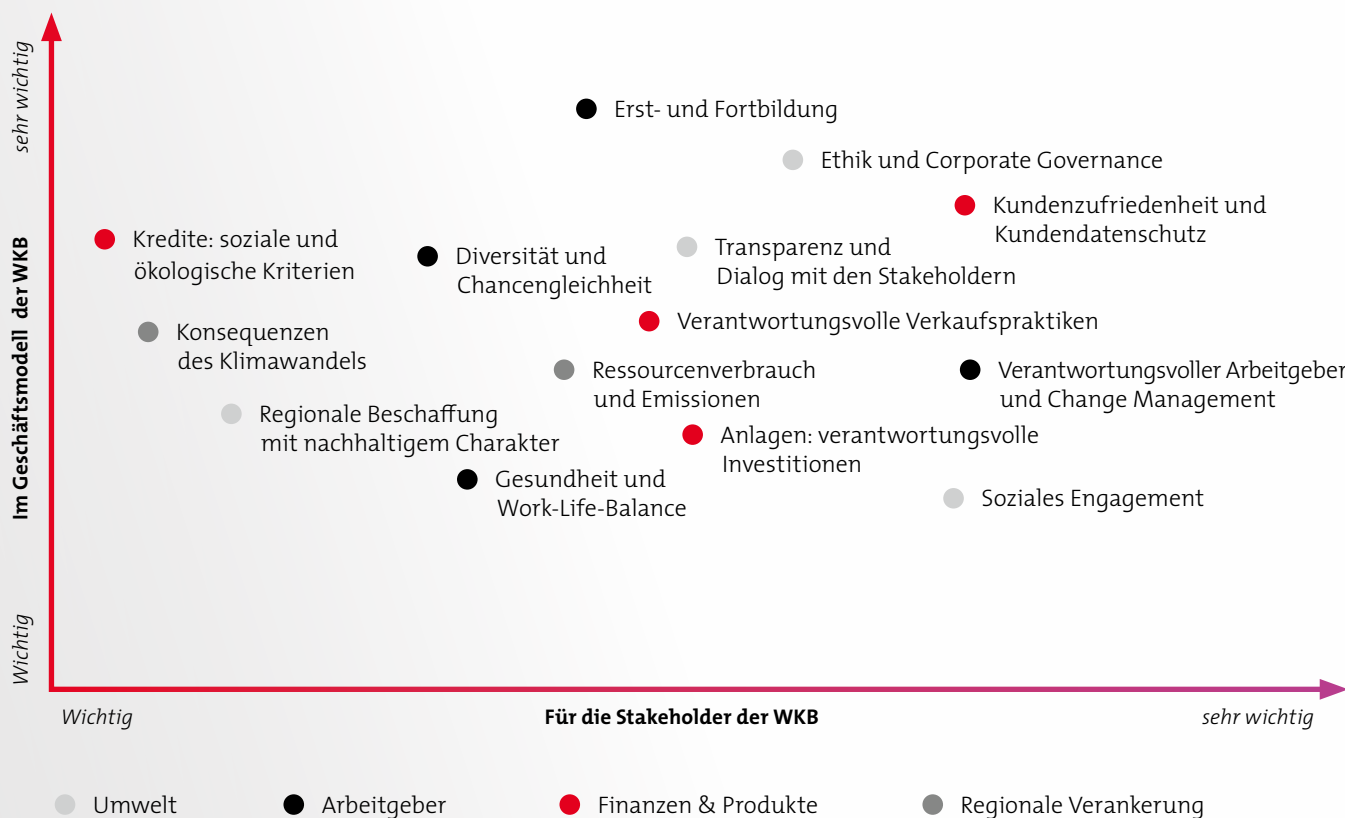 sehr wichtig
Im Geschäftsmodell der WKB
Wichtig
Erst- und Fortbildung
Ethik und Corporate Governance
Kundenzufriedenheit und
Kundendatenschutz
Kredite: soziale und
ökologische Kriterien
Diversität und
Chancengleichheit
Transparenz und
Dialog mit den Stakeholdern
Verantwortungsvolle Verkaufspraktiken
Konsequenzen
des Klimawandels
Ressourcenverbrauch
und Emissionen
Verantwortungsvoller Arbeitgeber
und Change Management
Regionale Beschaffung
mit nachhaltigem Charakter
Anlagen: verantwortungsvolle
Investitionen
Gesundheit und
Work-Life-Balance
Soziales Engagement
Wichtig
Für die Stakeholder der WKB
sehr wichtig
Umwelt
Arbeitgeber
Finanzen & Produkte
Regionale Verankerung